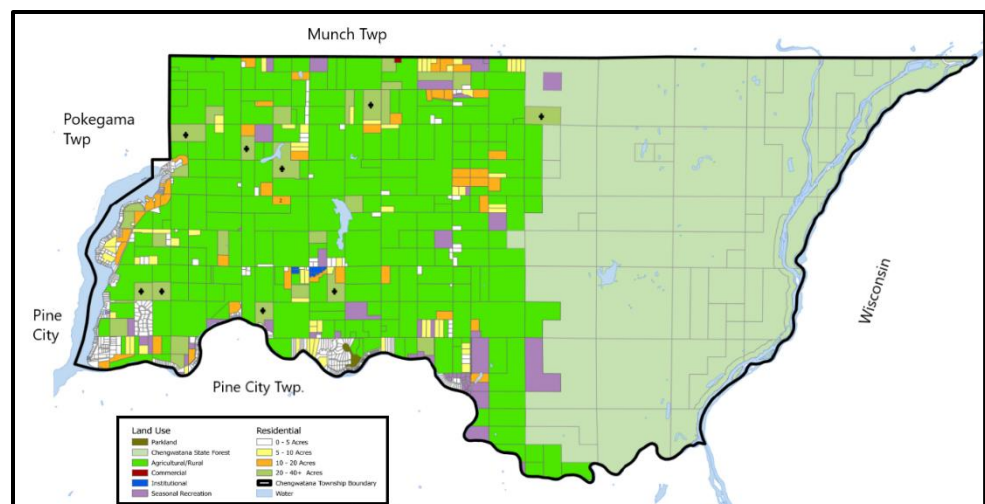 Munch Twp
Pokegama
Twp
Pine
City
Wisconsin
Pine City Twp.
Land Use
Parkland
Chengwatana State Forest
Agricultural/Rural
Commercial
Institutional
Seasonal Recreation
Residential
0 - 5 Acres
5 - 10 Acres
10 - 20 Acres
20 - 40+ Acres
Chengwatana Township Boundary
Water